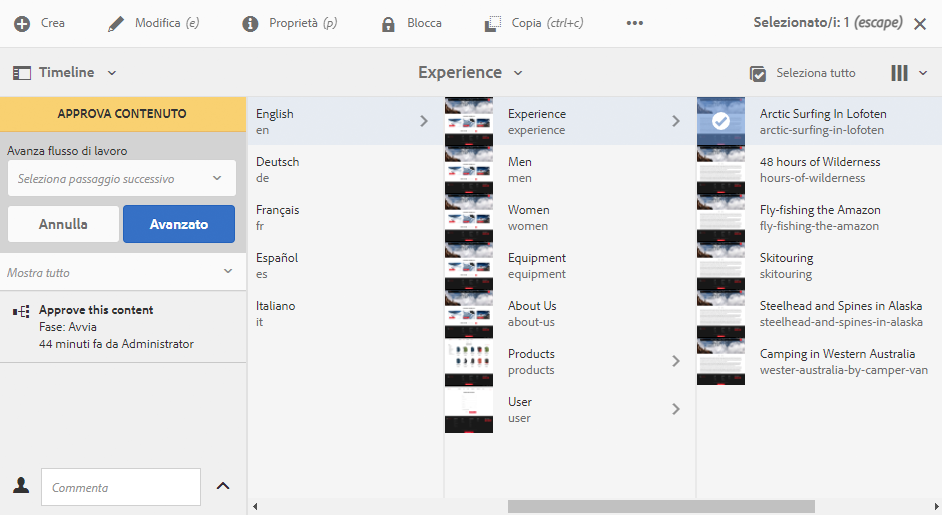 Crea
Modifica (e)
Proprietà (p)
Blocca
Copia (ctrl+c)
Selezionato/i: 1 (escape)
Timeline
Experience
Seleziona tutto
APPROVA CONTENUTO
Avanza flusso di lavoro
Seleziona passaggio successivo
Annulla
Avanzato
Mostra tutto
Approve this content
Fase: Avvia
44 minuti fa da Administrator
Commenta
English
en
Deutsch
de
Français
fr
Español
es
Italiano
it
Experience
experience
Men
men
Women
women
Equipment
equipment
About Us
about-us
Products
products
User
user
Arctic Surfing In Lofoten
arctic-surfing-in-lofoten
48 hours of Wilderness
hours-of-wilderness
Fly-fishing the Amazon
fly-fishing-the-amazon
Skitouring
skitouring
Steelhead and Spines in Alaska
steelhead-and-spines-in-alaska
Camping in Western Australia
wester-australia-by-camper-van